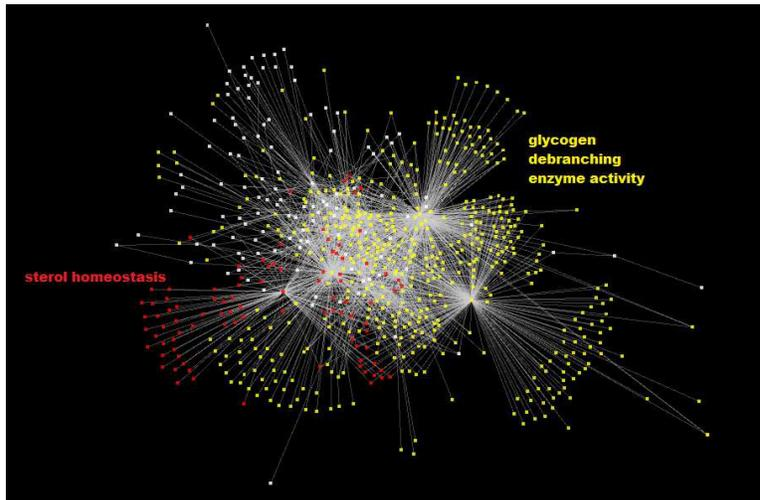 glycogen
debranching
enzyme activity
sterol homeostasis